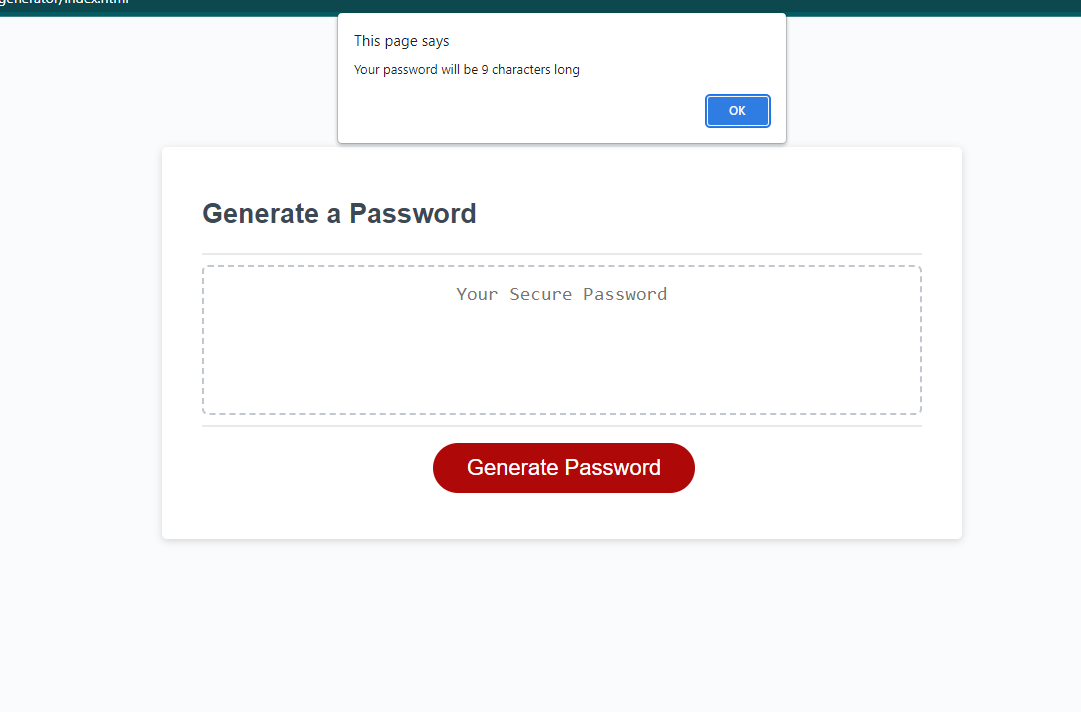 generator/index.html
This page says
Your password will be 9 characters long
OK
Generate a Password
Your Secure Password
Generate Password